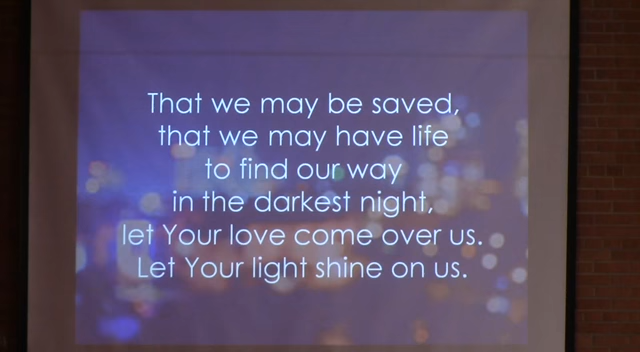 That we may be saved,
that we may have life
to find our way
in the darkest night,
let Your love come over us.
Let Your light shine on us.